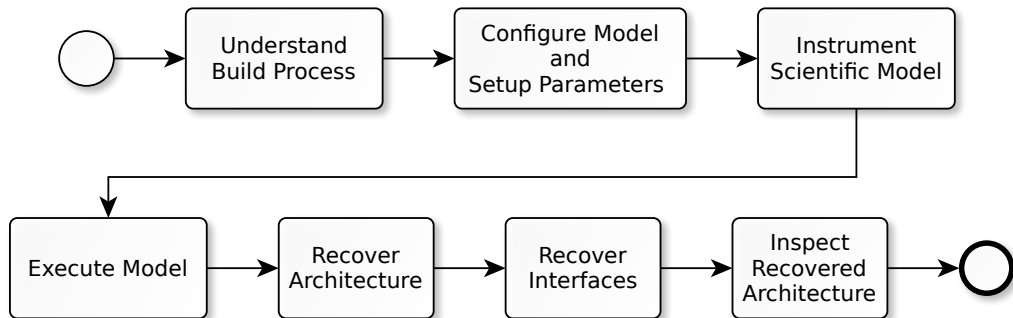 Understand
Build Process
Configure Model
and
Setup Parameters
Instrument
Scientific Model
Execute Model
Recover
Architecture
Recover
Interfaces
Inspect
Recovered
Architecture